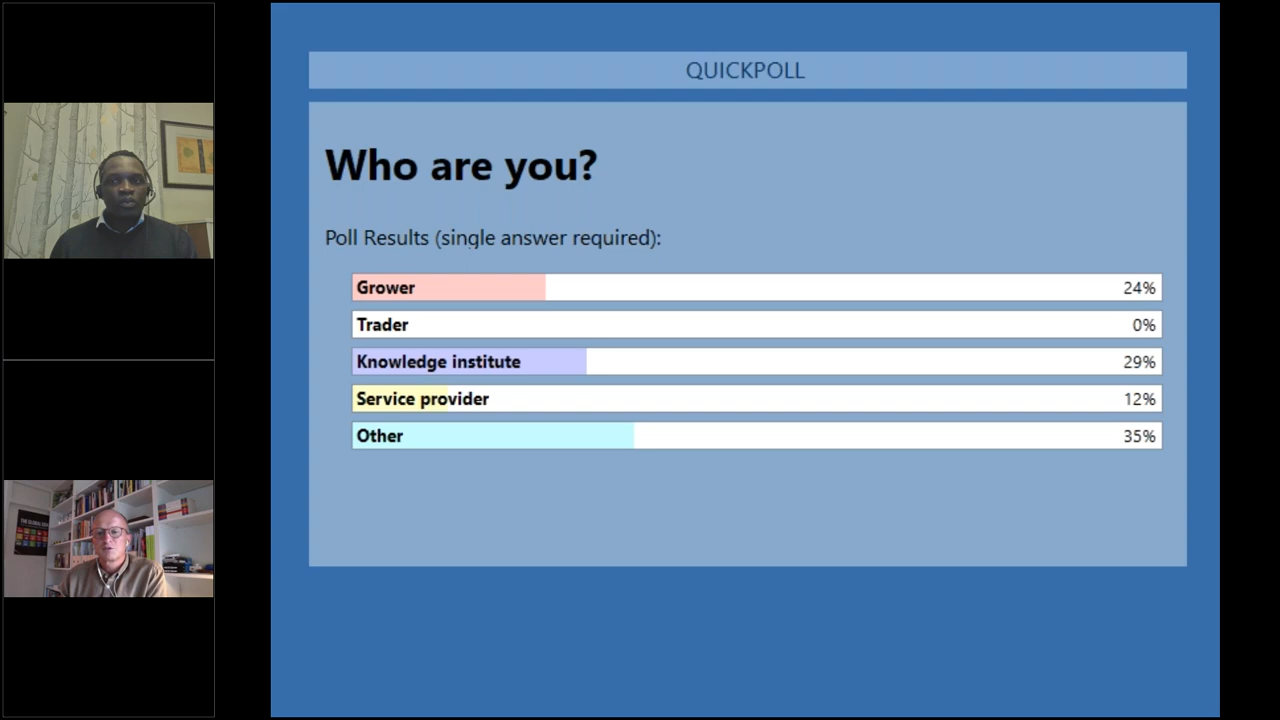 QUICKPOLL
Who are you?
Poll Results (single answer required):
Grower 24%
Trader 0%
Knowledge institute 29%
Service provider 12%
Other 35%